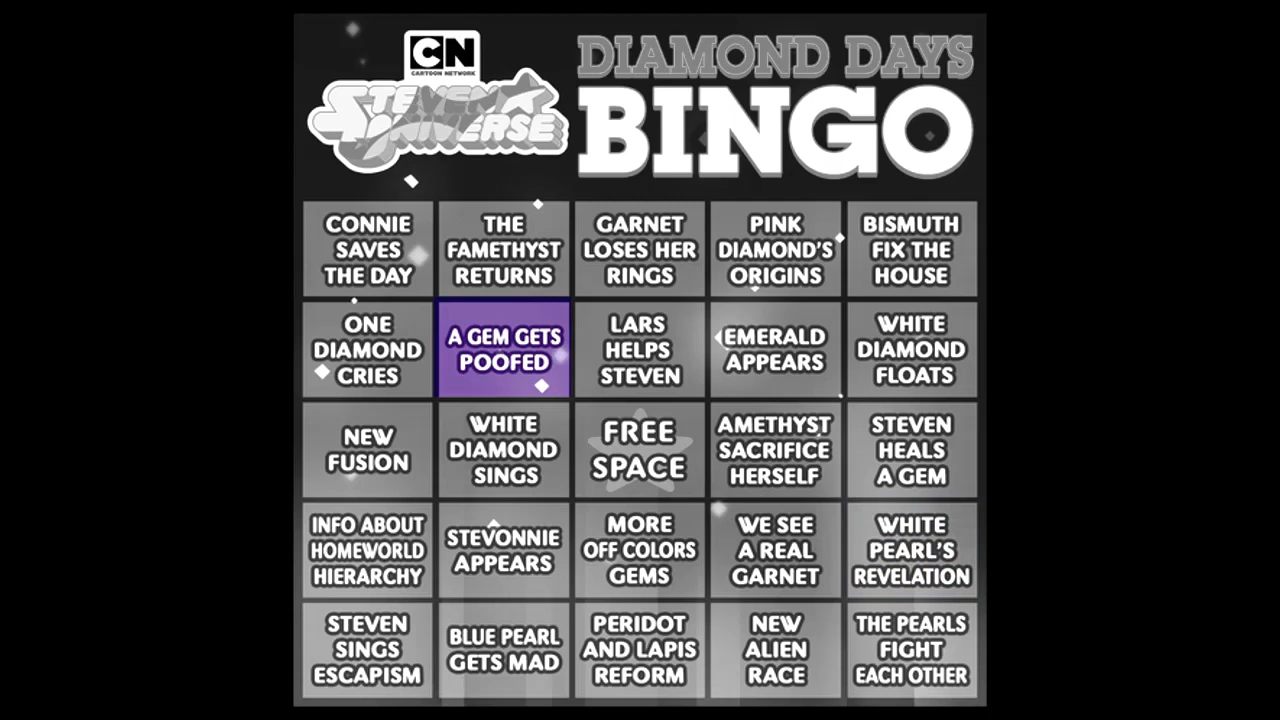 CN
CARTOON NETWORK
STEVEN
UNIVERSE
DIAMOND DAYS
BINGO
CONNIE
SAVES
THE DAY
THE
FAMETHYST
RETURNS
GARNET
LOSES HER
RINGS
PINK
DIAMOND'S
ORIGINS
BISMUTH
FIX THE
HOUSE
ONE
DIAMOND
CRIES
A GEM GETS
POOFED
LARS
HELPS
STEVEN
EMERALD
APPEARS
WHITE
DIAMOND
FLOATS
NEW
FUSION
WHITE
DIAMOND
SINGS
FREE
SPACE
AMETHYST
SACRIFICE
HERSELF
STEVEN
HEALS
A GEM
INFO ABOUT
HOMEWORLD
HIERARCHY
STEVONNIE
APPEARS
MORE
OFF COLORS
GEMS
WE SEE
A REAL
GARNET
WHITE
PEARL'S
REVELATION
STEVEN
SINGS
ESCAPISM
BLUE PEARL
GETS MAD
PERIDOT
AND LAPIS
REFORM
NEW
ALIEN
RACE
THE PEARLS
FIGHT
EACH OTHER